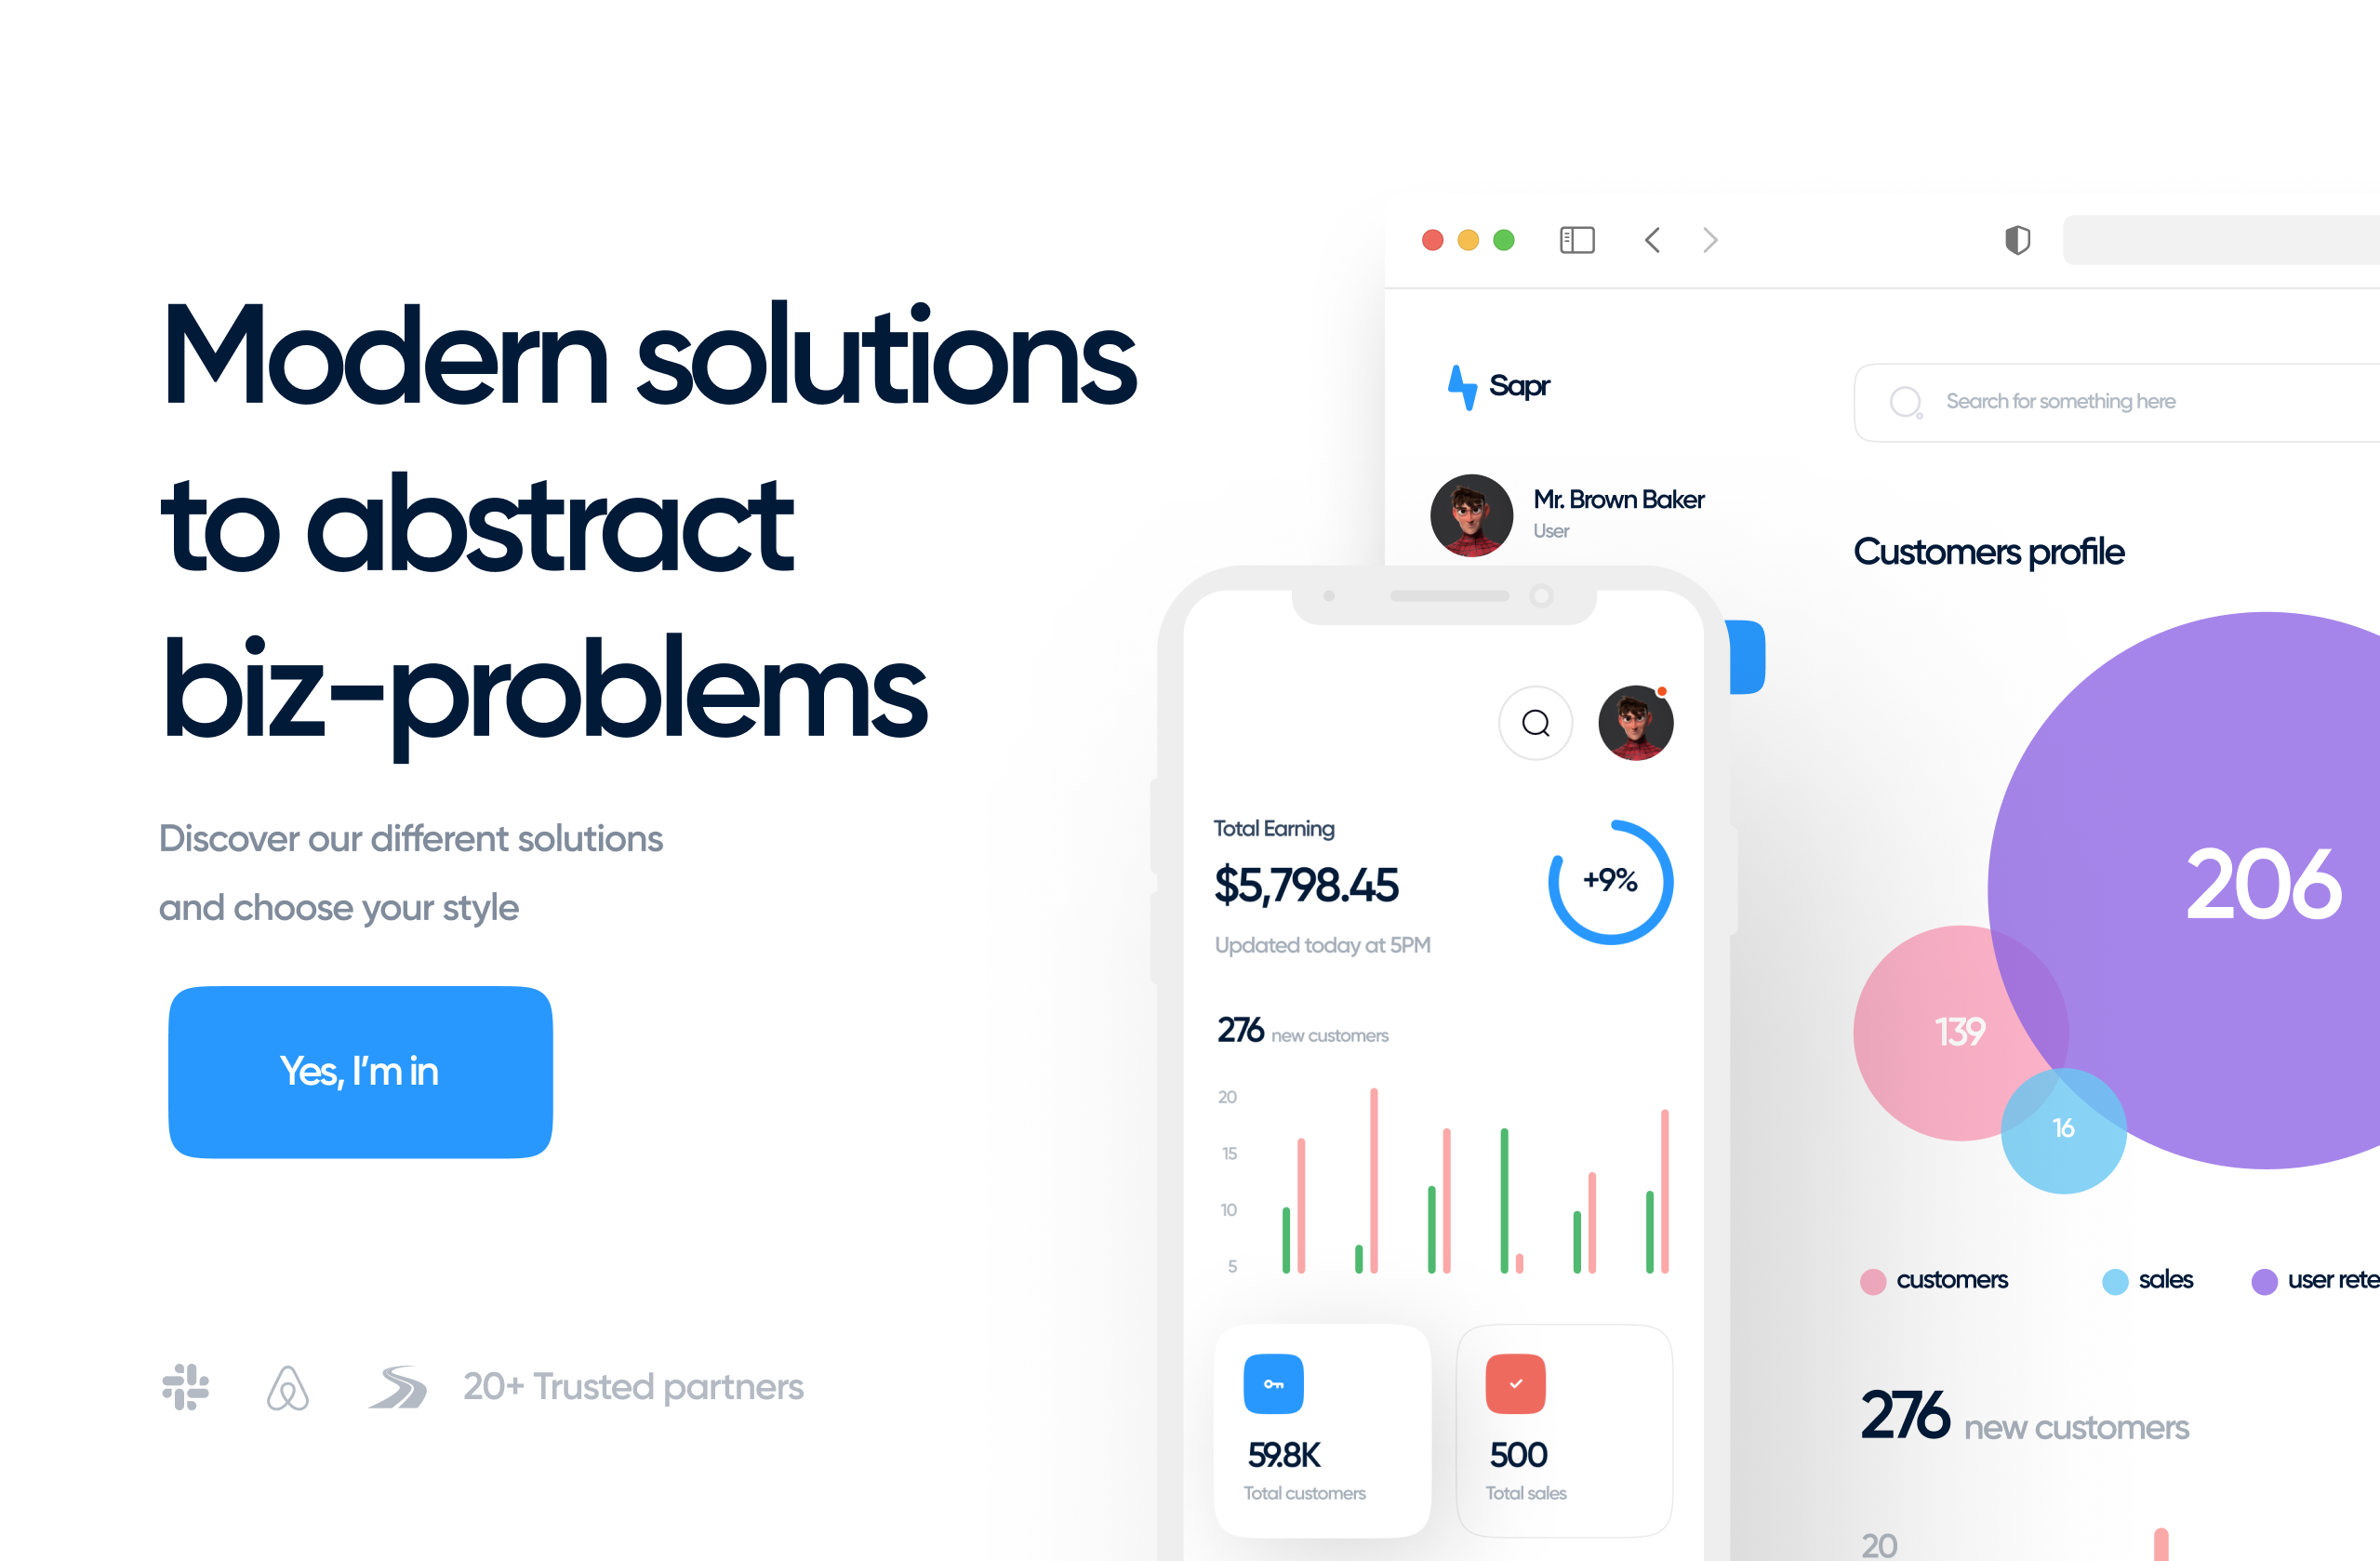 Modern solutions
to abstract
biz-problems
Discover our different solutions
and choose your style
Yes, I'm in
20+ Trusted partners
Sapr
Search for something here
Mr. Brown Baker
User
Customers profile
206
139
16
customers
sales
user rete
276 new customers
20
Total Earning
$5,798.45
+9%
Updated today at 5PM
276 new customers
20
15
10
5
59.8K
Total customers
500
Total sales